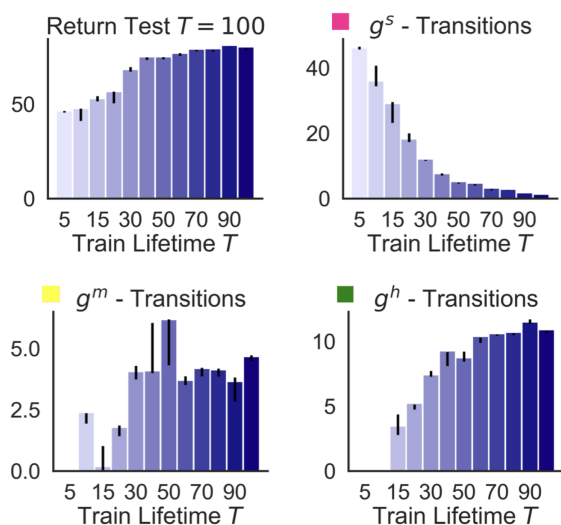 Return Test T = 100
50
0
5 15 30 50 70 90
Train Lifetime T
g^s - Transitions
40
20
0
5 15 30 50 70 90
Train Lifetime T
g^m - Transitions
5.0
2.5
0.0
5 15 30 50 70 90
Train Lifetime T
g^h - Transitions
10
5
0
5 15 30 50 70 90
Train Lifetime T